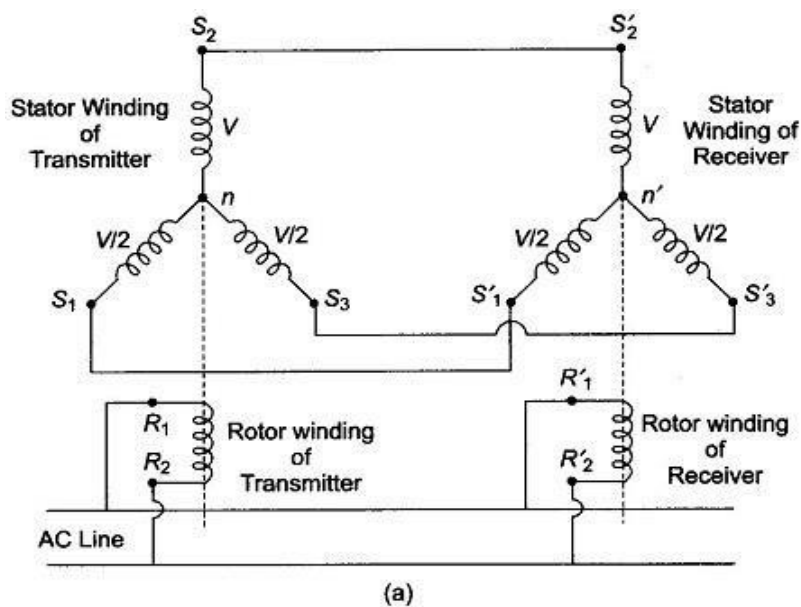 S2 S'2
Stator Winding
of
Transmitter
V
V
Stator
Winding of
Receiver
n n'
V/2 V/2
V/2 V/2
S1 S3 S'1 S'3
R1
R2
Rotor winding
of
Transmitter
R'1
R'2
Rotor winding
of
Receiver
AC Line
(a)